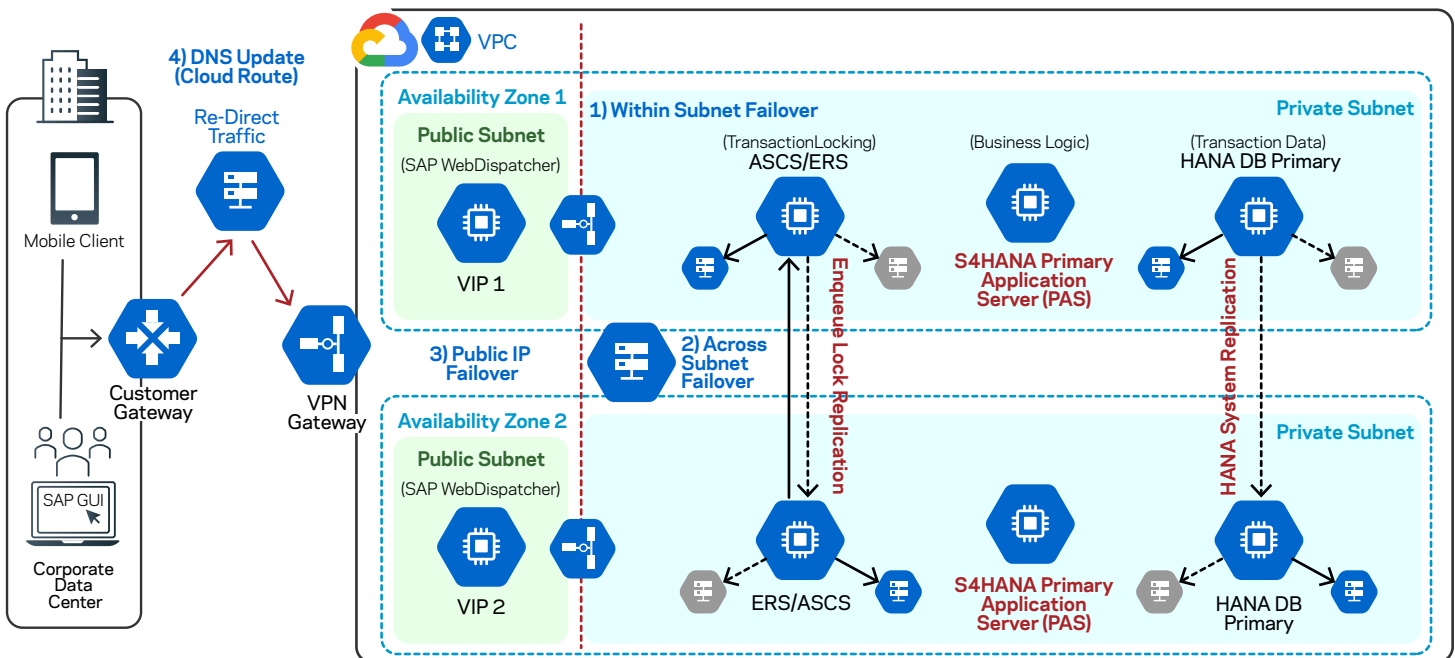 4) DNS Update
(Cloud Route)
Re-Direct
Traffic
Mobile Client
Customer
Gateway
VPN
Gateway
SAP GUI
Corporate
Data
Center
VPC
Availability Zone 1
Public Subnet
(SAP WebDispatcher)
VIP 1
1) Within Subnet Failover
Private Subnet
(TransactionLocking)
ASCS/ERS
(Business Logic)
S4HANA Primary
Application
Server (PAS)
(Transaction Data)
HANA DB Primary
3) Public IP
Failover
2) Across
Subnet
Failover
Enqueue Lock Replication
HANA System Replication
Availability Zone 2
Public Subnet
(SAP WebDispatcher)
VIP 2
Private Subnet
ERS/ASCS
S4HANA Primary
Application
Server (PAS)
HANA DB
Primary